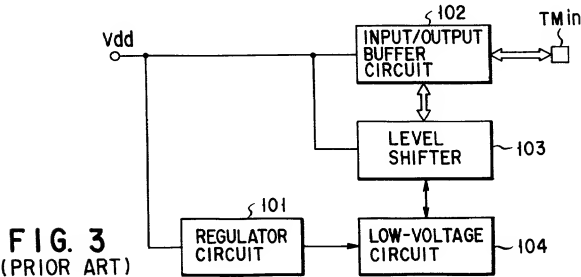 102
TMin
Vdd
INPUT/OUTPUT
BUFFER
CIRCUIT
LEVEL
SHIFTER
103
101
REGULATOR
CIRCUIT
LOW-VOLTAGE
CIRCUIT
104
FIG. 3
(PRIOR ART)